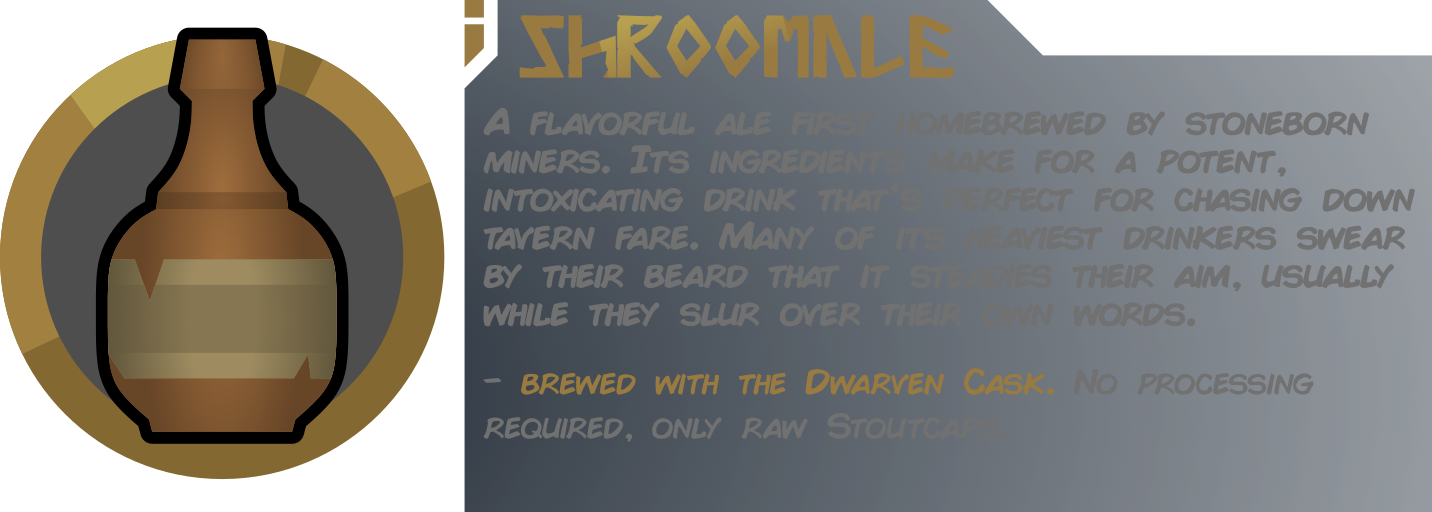 SHROOMALE
A FLAVORFUL ALE FIRST HOMEBREWED BY STONEBORN
MINERS. ITS INGREDIENTS MAKE FOR A POTENT,
INTOXICATING DRINK THAT'S PERFECT FOR CHASING DOWN
TAVERN FARE. MANY OF ITS HEAVIEST DRINKERS SWEAR
BY THEIR BEARD THAT IT STEADIES THEIR AIM, USUALLY
WHILE THEY SLUR OVER THEIR OWN WORDS.
- BREWED WITH THE DWARVEN CASK. NO PROCESSING
REQUIRED, ONLY RAW STOUTCAPS.